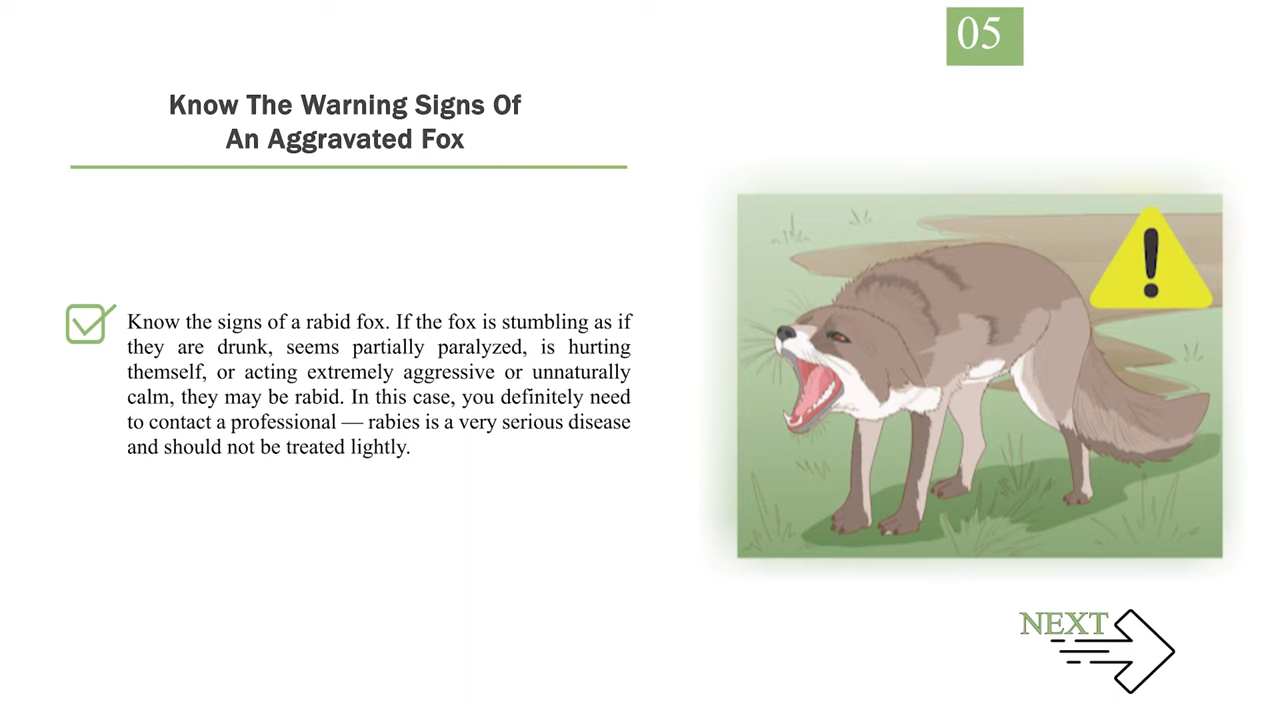 05
Know The Warning Signs Of
An Aggravated Fox
Know the signs of a rabid fox. If the fox is stumbling as if
they are drunk, seems partially paralyzed, is hurting
themself, or acting extremely aggressive or unnaturally
calm, they may be rabid. In this case, you definitely need
to contact a professional — rabies is a very serious disease
and should not be treated lightly.
!
NEXT